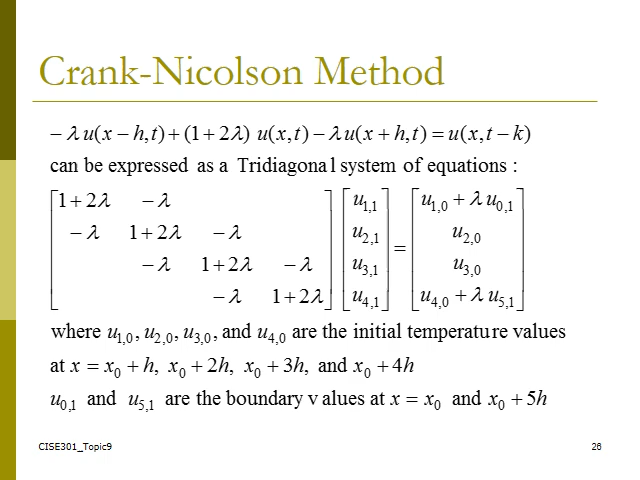 Crank-Nicolson Method
− λ u(x − h, t) + (1 + 2λ) u(x, t) − λ u(x + h, t) = u(x, t − k)
can be expressed as a Tridiagona l system of equations :
[1 + 2λ −λ ] [u1,1] [u1,0 + λ u0,1]
[−λ 1 + 2λ −λ ] [u2,1] = [u2,0]
[−λ 1 + 2λ −λ] [u3,1] [u3,0]
[−λ 1 + 2λ] [u4,1] [u4,0 + λ u5,1]
where u1,0, u2,0, u3,0, and u4,0 are the initial temperatu re values
at x = x0 + h, x0 + 2h, x0 + 3h, and x0 + 4h
u0,1 and u5,1 are the boundary v alues at x = x0 and x0 + 5h
CISE301_Topic9 26